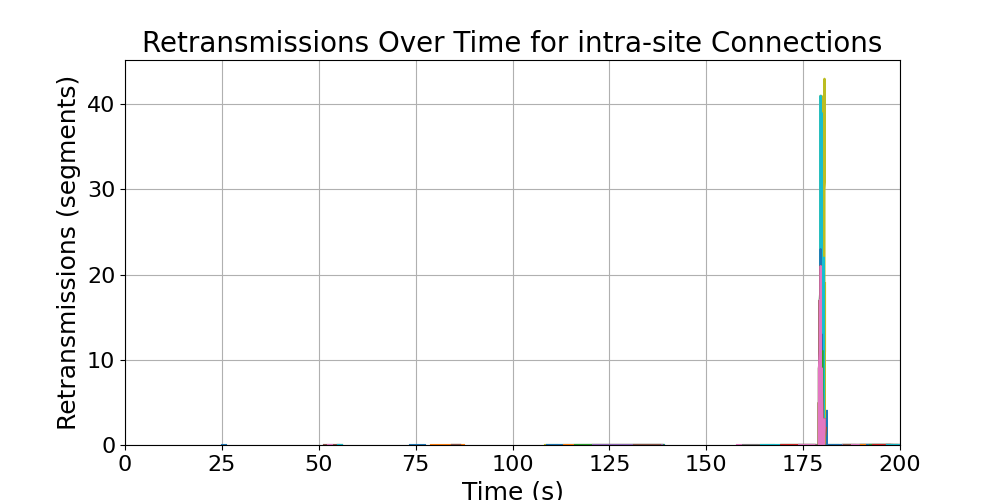 Retransmissions Over Time for intra-site Connections
Retransmissions (segments)
40
30
20
10
0
0 25 50 75 100 125 150 175 200
Time (s)